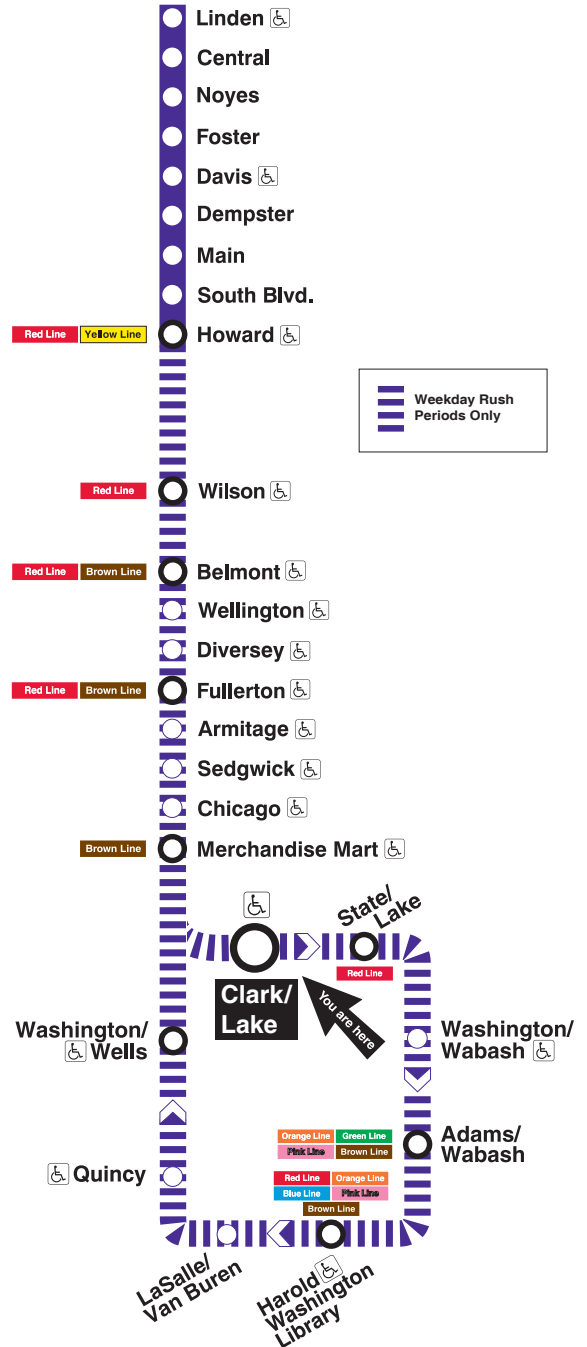 Linden
Central
Noyes
Foster
Davis
Dempster
Main
South Blvd.
Red Line Yellow Line Howard
Weekday Rush
Periods Only
Red Line Wilson
Red Line Brown Line Belmont
Wellington
Diversey
Red Line Brown Line Fullerton
Armitage
Sedgwick
Chicago
Brown Line Merchandise Mart
State/
Lake
Red Line
Clark/
Lake
You are here
Washington/
Wells
Washington/
Wabash
Orange Line Green Line
Pink Line Brown Line
Adams/
Wabash
Quincy
Red Line Orange Line
Blue Line Pink Line
Brown Line
LaSalle/
Van Buren
Harold
Washington
Library